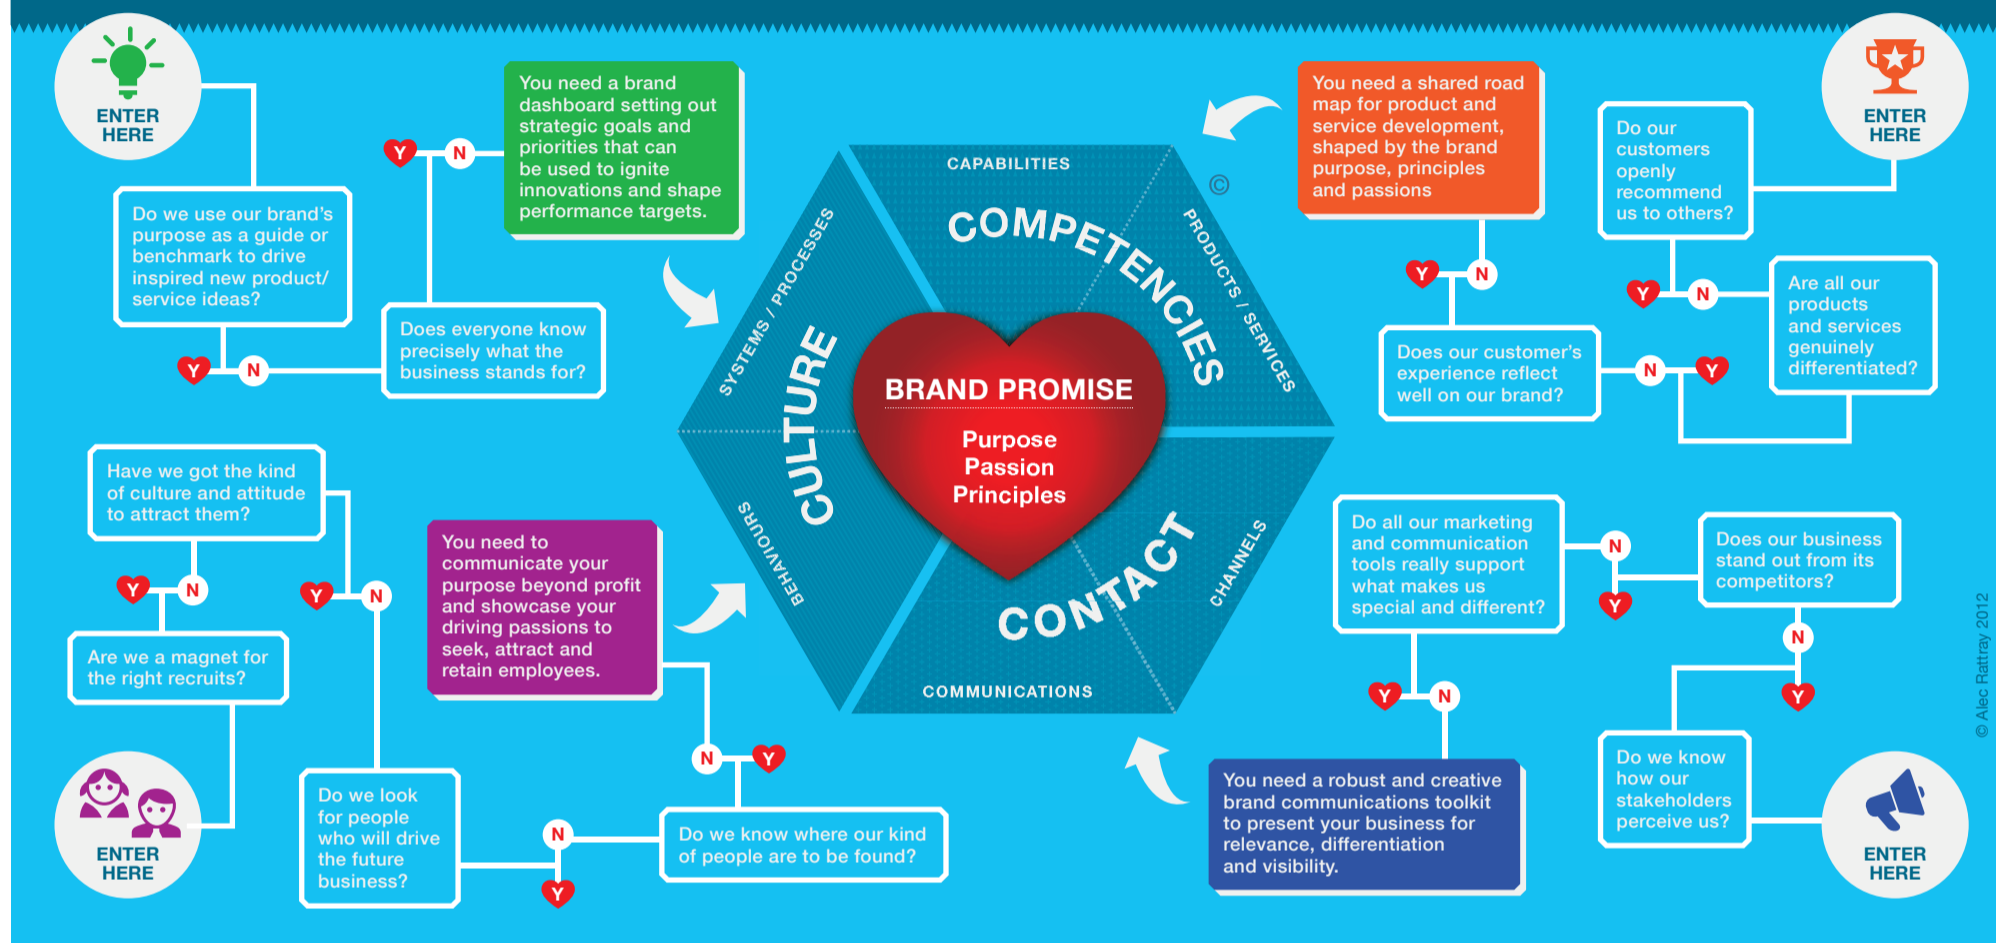 ENTER
HERE
Do we use our brand's
purpose as a guide or
benchmark to drive
inspired new product/
service ideas?
Y
N
Does everyone know
precisely what the
business stands for?
Y
N
You need a brand
dashboard setting out
strategic goals and
priorities that can
be used to ignite
innovations and shape
performance targets.
CAPABILITIES
COMPETENCIES
PRODUCTS / SERVICES
©
SYSTEMS / PROCESSES
CULTURE
BEHAVIOURS
BRAND PROMISE
Purpose
Passion
Principles
CONTACT
CHANNELS
COMMUNICATIONS
You need a shared road
map for product and
service development,
shaped by the brand
purpose, principles
and passions
Y
N
Does our customer's
experience reflect
well on our brand?
N
Y
ENTER
HERE
Do our
customers
openly
recommend
us to others?
Y
N
Are all our
products
and services
genuinely
differentiated?
Have we got the kind
of culture and attitude
to attract them?
Y
N
Are we a magnet for
the right recruits?
ENTER
HERE
Y
N
Do we look
for people
who will drive
the future
business?
You need to
communicate your
purpose beyond profit
and showcase your
driving passions to
seek, attract and
retain employees.
N
Y
Do we know where our kind
of people are to be found?
N
Y
Do all our marketing
and communication
tools really support
what makes us
special and different?
N
Y
Does our business
stand out from its
competitors?
N
Y
Y
N
You need a robust and creative
brand communications toolkit
to present your business for
relevance, differentiation
and visibility.
Do we know
how our
stakeholders
perceive us?
ENTER
HERE
© Alec Rattray 2012